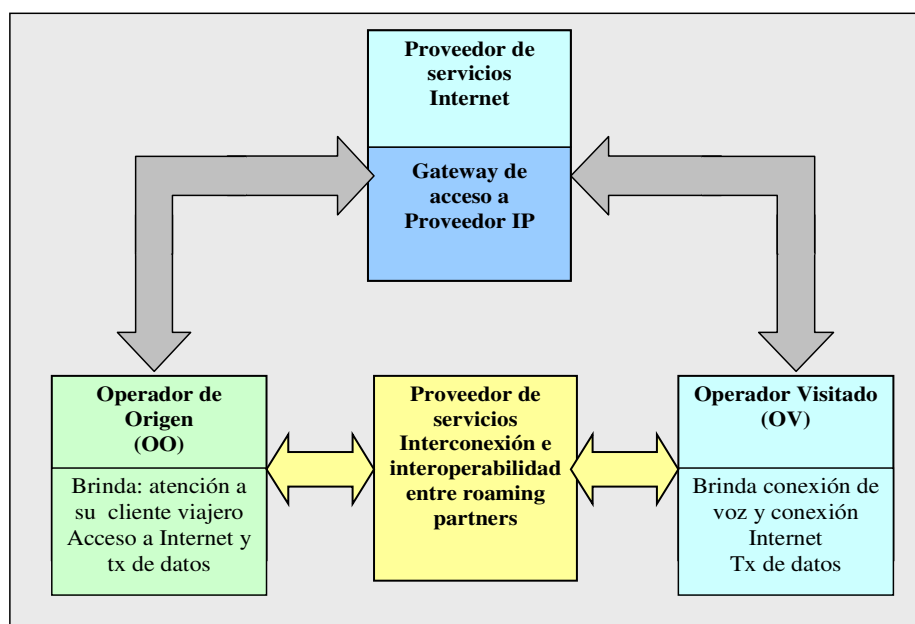 Proveedor de
servicios
Internet
Gateway de
acceso a
Proveedor IP
Operador de
Origen
(OO)
Brinda: atención a
su cliente viajero
Acceso a Internet y
tx de datos
Proveedor de
servicios
Interconexión e
interoperabilidad
entre roaming
partners
Operador Visitado
(OV)
Brinda conexión de
voz y conexión
Internet
Tx de datos